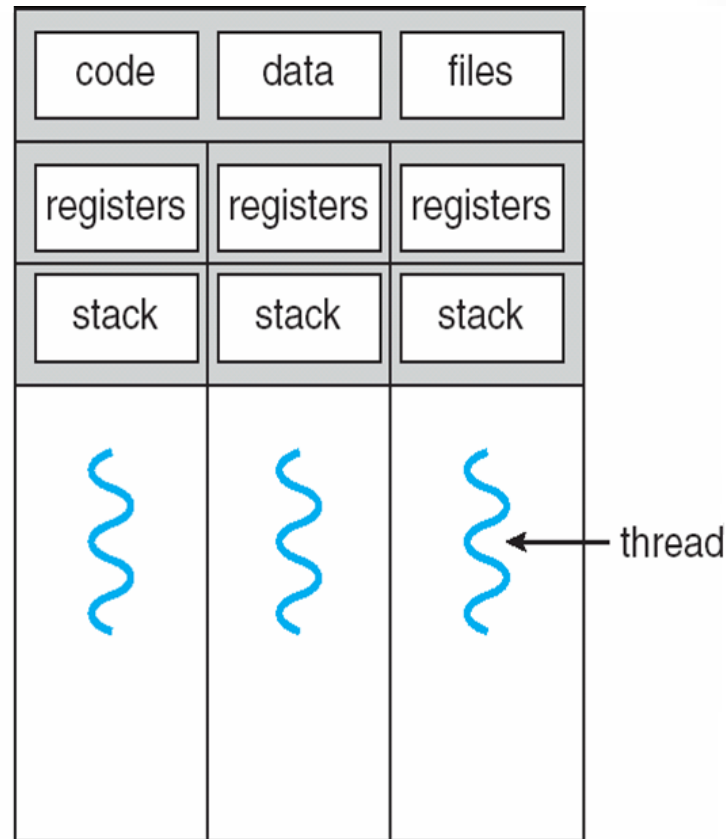 code data files
registers registers registers
stack stack stack
thread